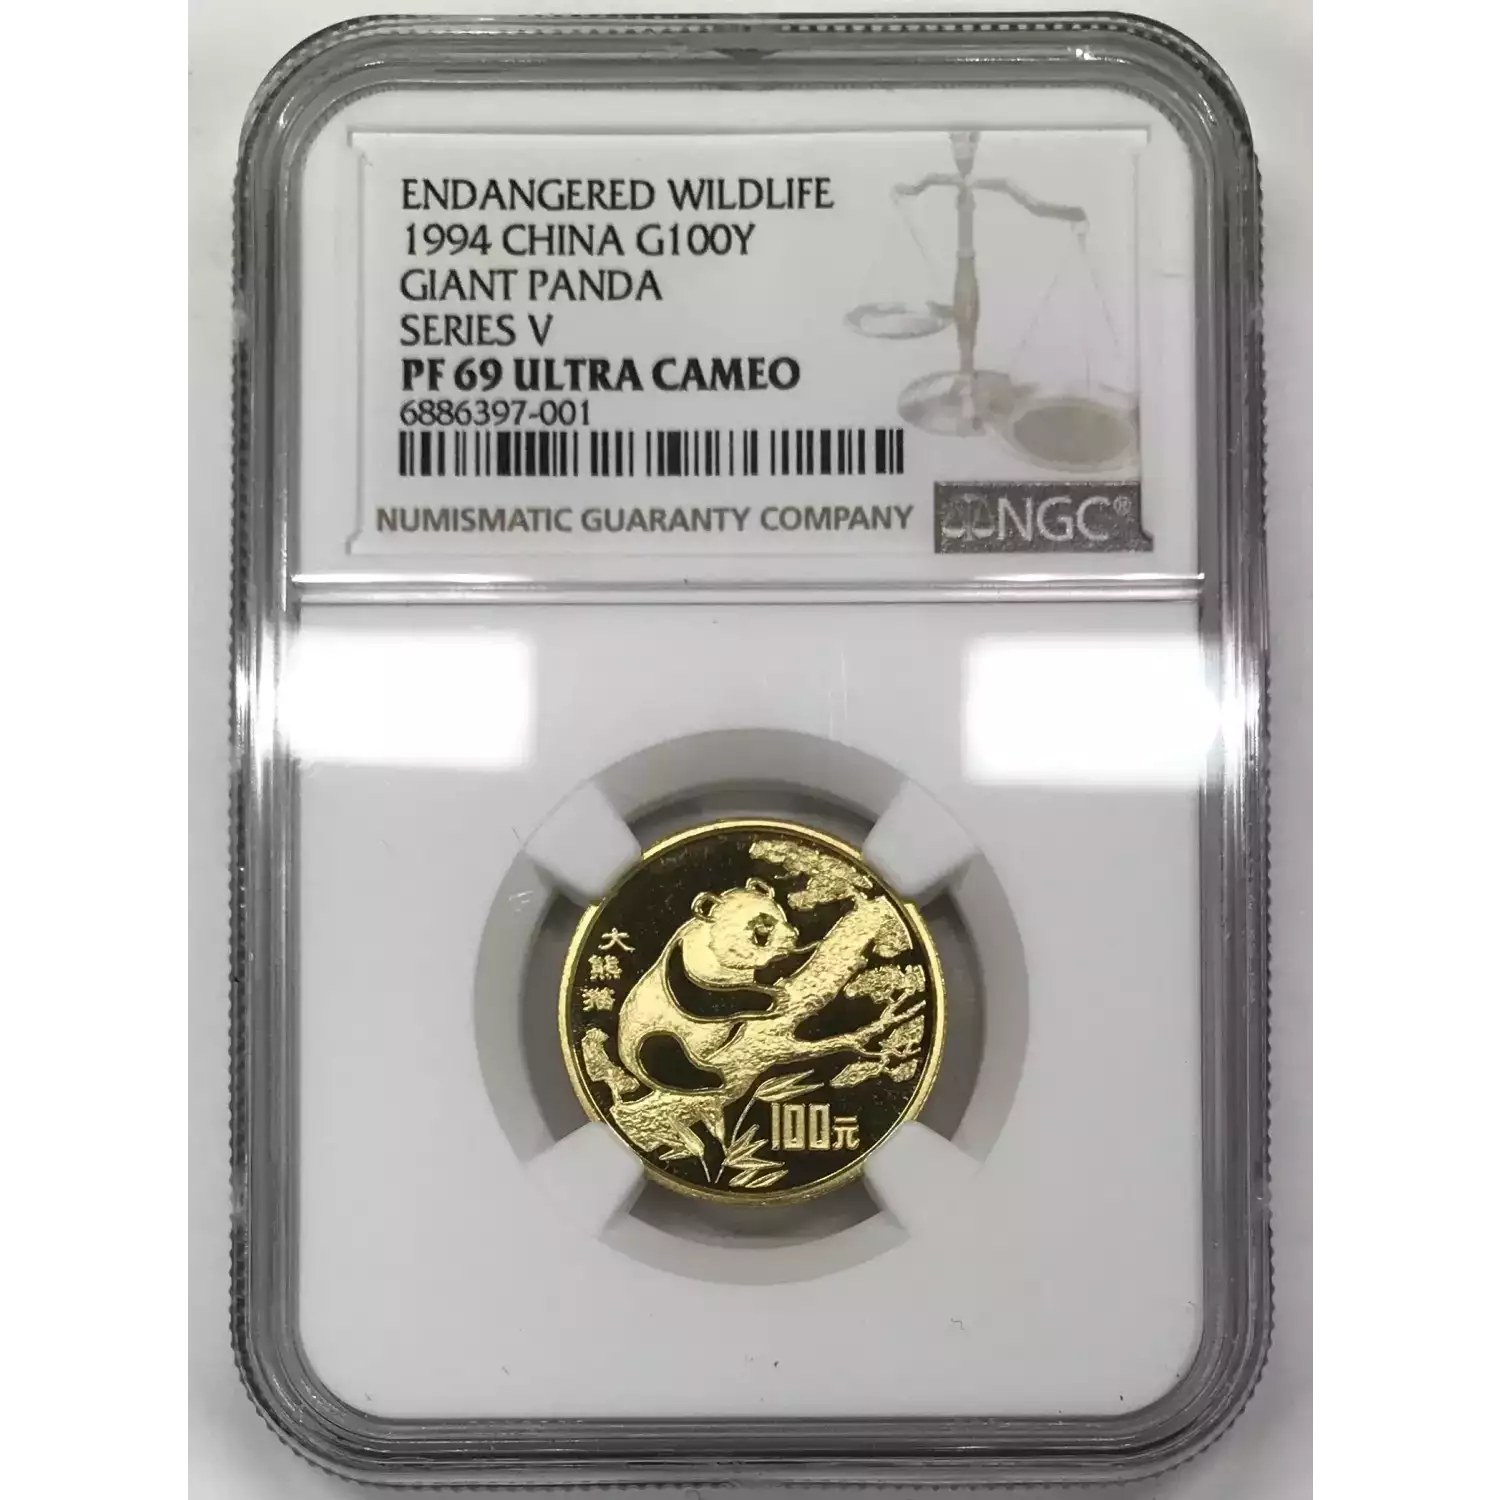 ENDANGERED WILDLIFE
1994 CHINA G100Y
GIANT PANDA
SERIES V
PF 69 ULTRA CAMEO
6886397-001
NUMISMATIC GUARANTY COMPANY NGC®
大熊猫
100元